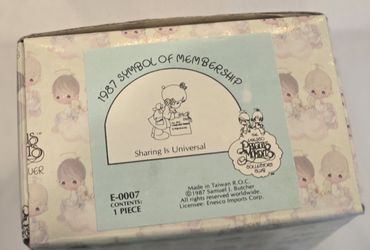 1987 SYMBOL OF MEMBERSHIP
Sharing Is Universal
E-0007
CONTENTS:
1 PIECE
Made in Taiwan R.O.C.
©1987 Samuel J. Butcher
All rights reserved worldwide.
Licensee: Enesco Imports Corp.
THE ENESCO
Precious
Moments
COLLECTORS'
CLUB